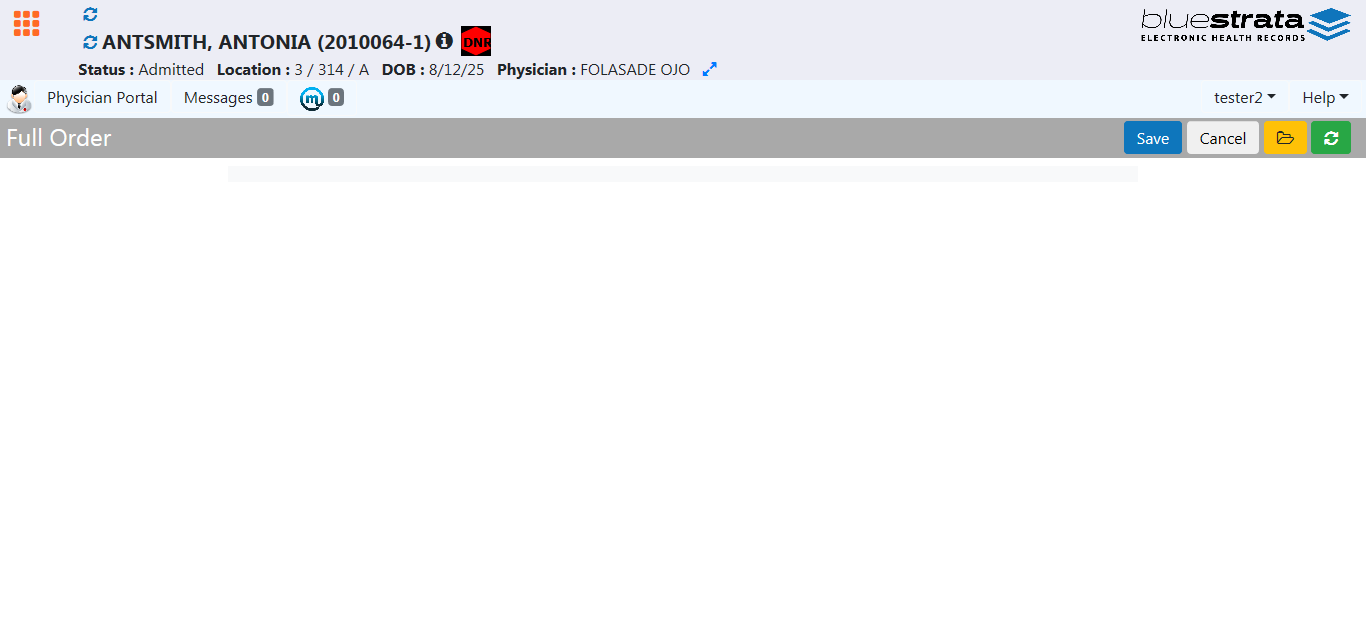 bluestrata
ELECTRONIC HEALTH RECORDS
ANTSMITH, ANTONIA (2010064-1) DNR
Status : Admitted Location : 3 / 314 / A DOB : 8/12/25 Physician : FOLASADE OJO
Physician Portal Messages 0 m 0 tester2 Help
Full Order Save Cancel